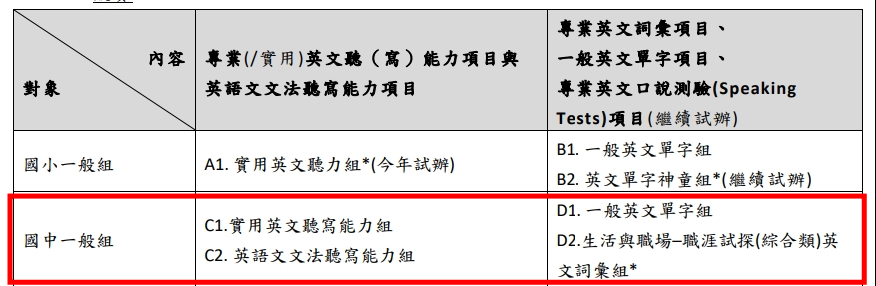 內容
對象
專業(/實用)英文聽（寫）能力項目與
英語文文法聽寫能力項目
專業英文詞彙項目、
一般英文單字項目、
專業英文口說測驗(Speaking
Tests)項目(繼續試辦)
國小一般組
A1. 實用英文聽力組*(今年試辦)
B1. 一般英文單字組
B2. 英文單字神童組*(繼續試辦)
國中一般組
C1.實用英文聽寫能力組
C2. 英語文文法聽寫能力組
D1. 一般英文單字組
D2.生活與職場–職涯試探(綜合類)英
文詞彙組*